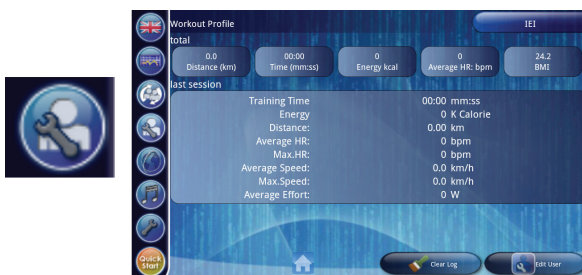 Workout Profile IEI
total
0.0 00:00 0 0 24.2
Distance (km) Time (mm:ss) Energy kcal Average HR: bpm BMI
last session
Training Time 00:00 mm:ss
Energy 0 K Calorie
Distance: 0.00 km
Average HR: 0 bpm
Max.HR: 0 bpm
Average Speed: 0.0 km/h
Max.Speed: 0.0 km/h
Average Effort: 0 W
Quick
Start
Clear Log Edit User